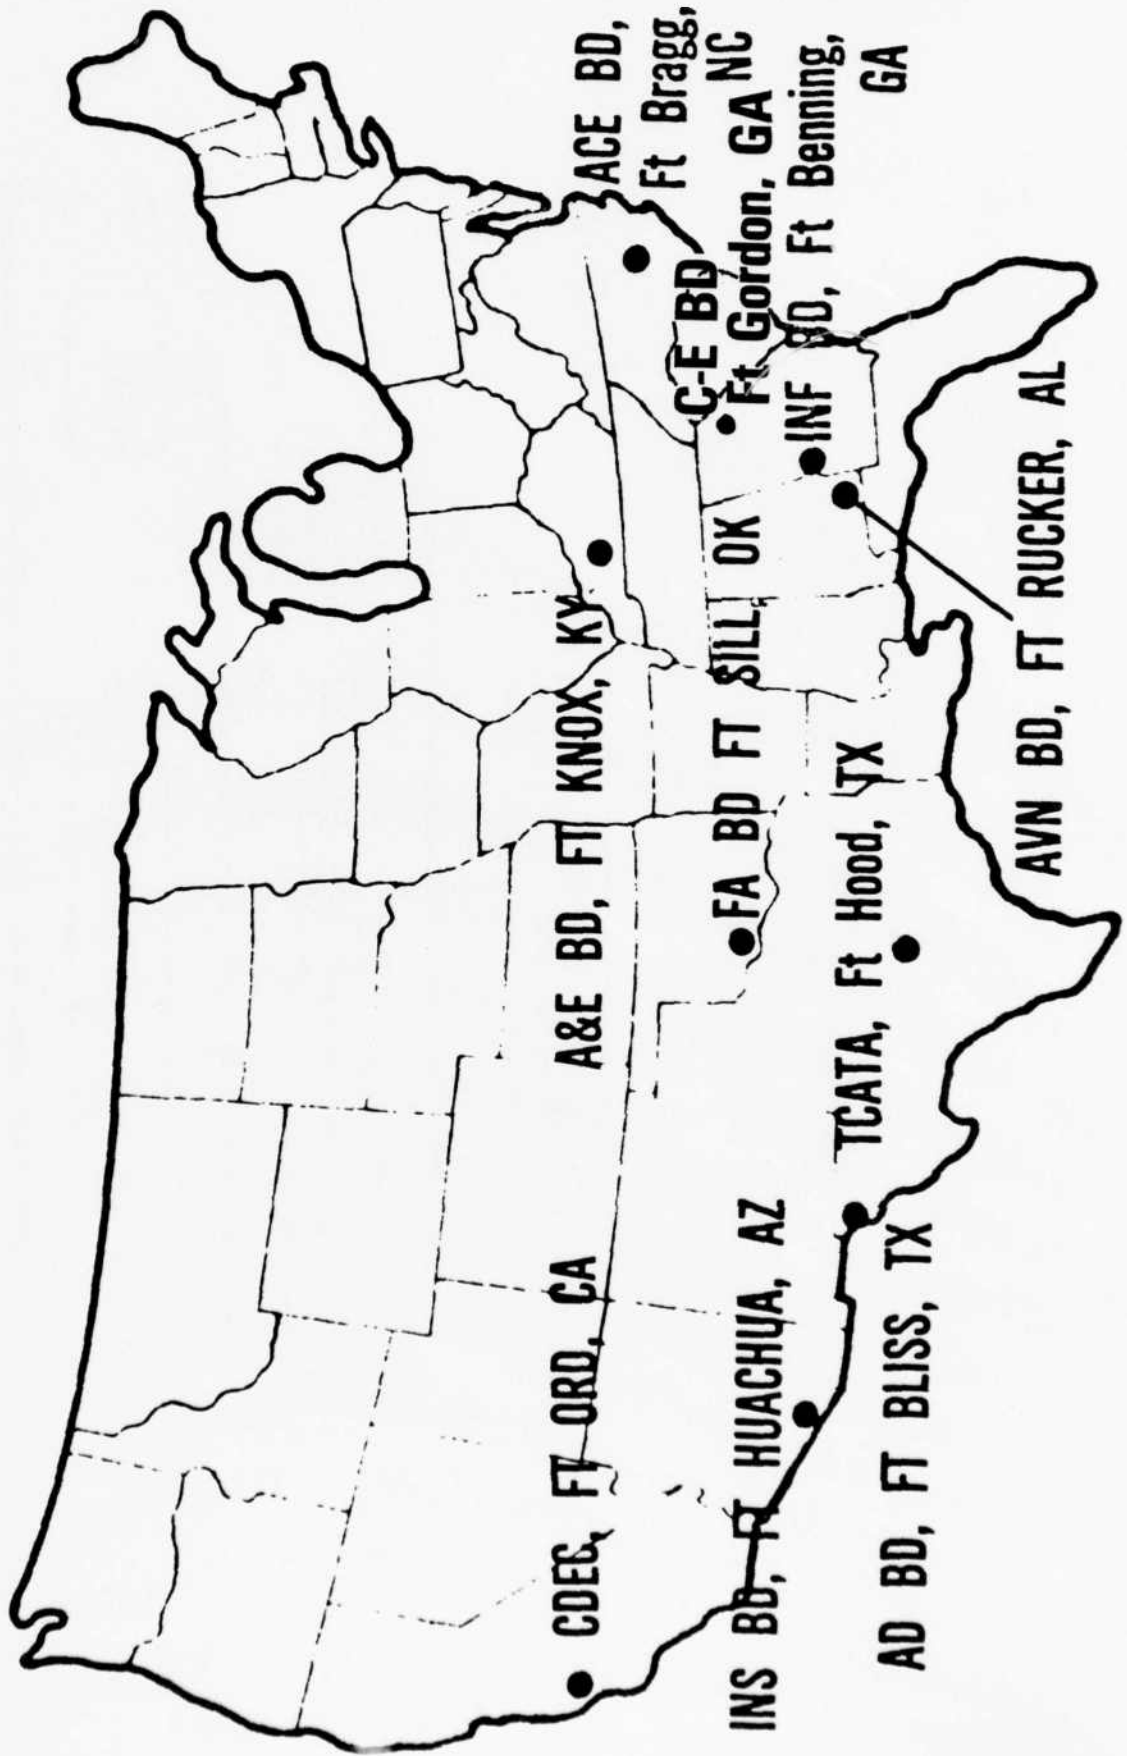 ACE BD,
Ft Bragg,
NC
C-E BD
Ft Gordon, GA
INF BD, Ft Benning,
GA
A&E BD, FT KNOX, KY
FA BD FT SILL, OK
CDEC, FT ORD, CA
INS BD, FT HUACHUA, AZ
TCATA, Ft Hood, TX
AD BD, FT BLISS, TX
AVN BD, FT RUCKER, AL